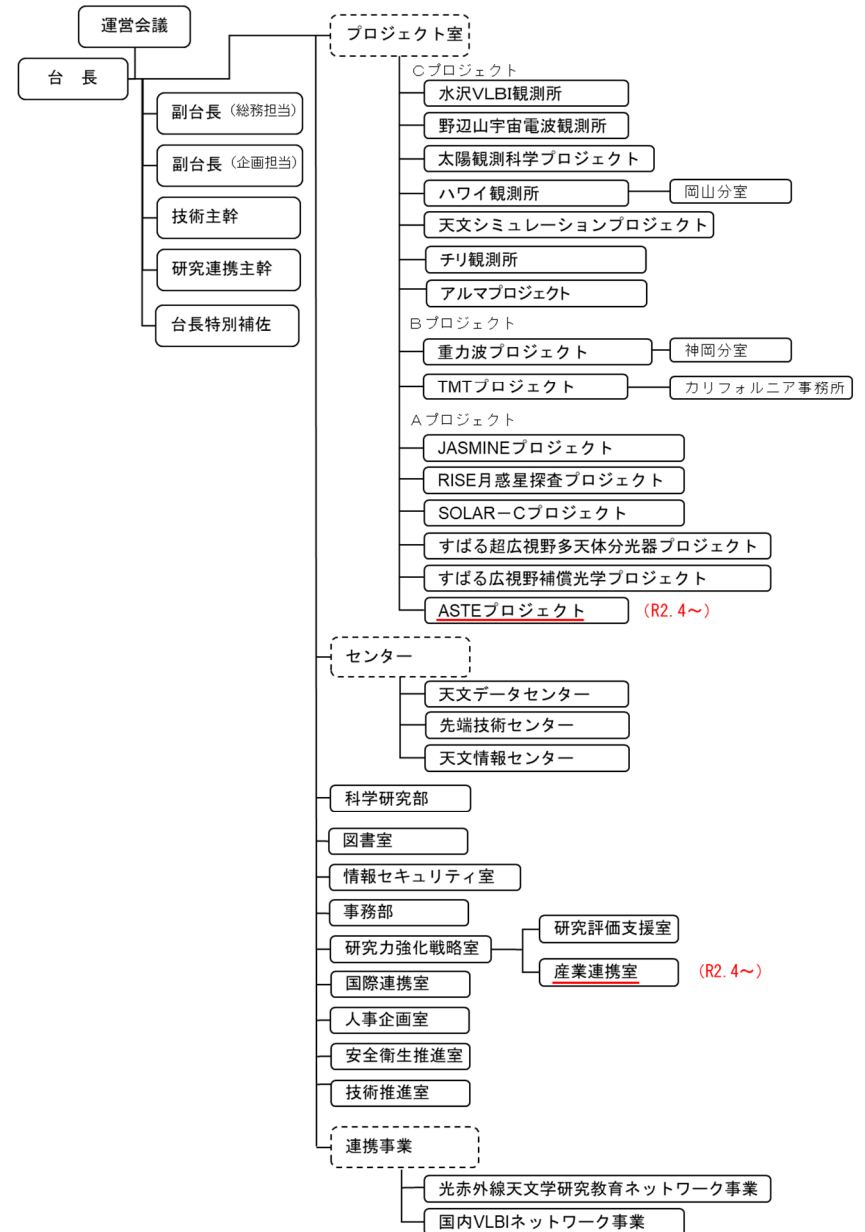 運営会議
台　長
副台長（総務担当）
副台長（企画担当）
技術主幹
研究連携主幹
台長特別補佐
プロジェクト室
Ｃプロジェクト
水沢VLBI観測所
野辺山宇宙電波観測所
太陽観測科学プロジェクト
ハワイ観測所
岡山分室
天文シミュレーションプロジェクト
チリ観測所
アルマプロジェクト
Ｂプロジェクト
重力波プロジェクト
神岡分室
TMTプロジェクト
カリフォルニア事務所
Ａプロジェクト
JASMINEプロジェクト
RISE月惑星探査プロジェクト
SOLAR－Cプロジェクト
すばる超広視野多天体分光器プロジェクト
すばる広視野補償光学プロジェクト
ASTEプロジェクト （R2.4～）
センター
天文データセンター
先端技術センター
天文情報センター
科学研究部
図書室
情報セキュリティ室
事務部
研究力強化戦略室
研究評価支援室
産業連携室 （R2.4～）
国際連携室
人事企画室
安全衛生推進室
技術推進室
連携事業
光赤外線天文学研究教育ネットワーク事業
国内VLBIネットワーク事業